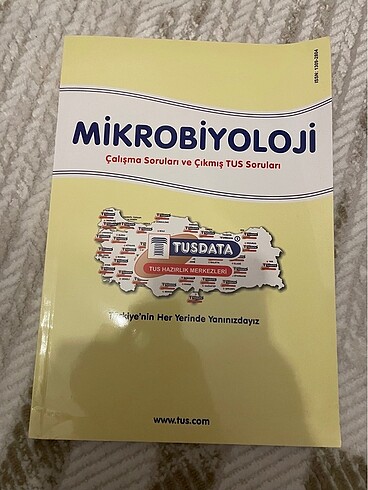 ISSN: 1300-2804
MİKROBİYOLOJİ
Çalışma Soruları ve Çıkmış TUS Soruları
TUSDATA
TUS HAZIRLIK MERKEZLERİ
Türkiye'nin Her Yerinde Yanınızdayız
www.tus.com